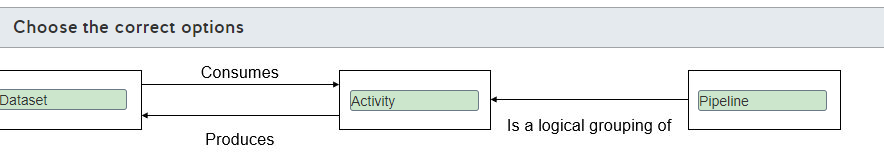 Choose the correct options
Consumes
Dataset
Activity
Pipeline
Is a logical grouping of
Produces